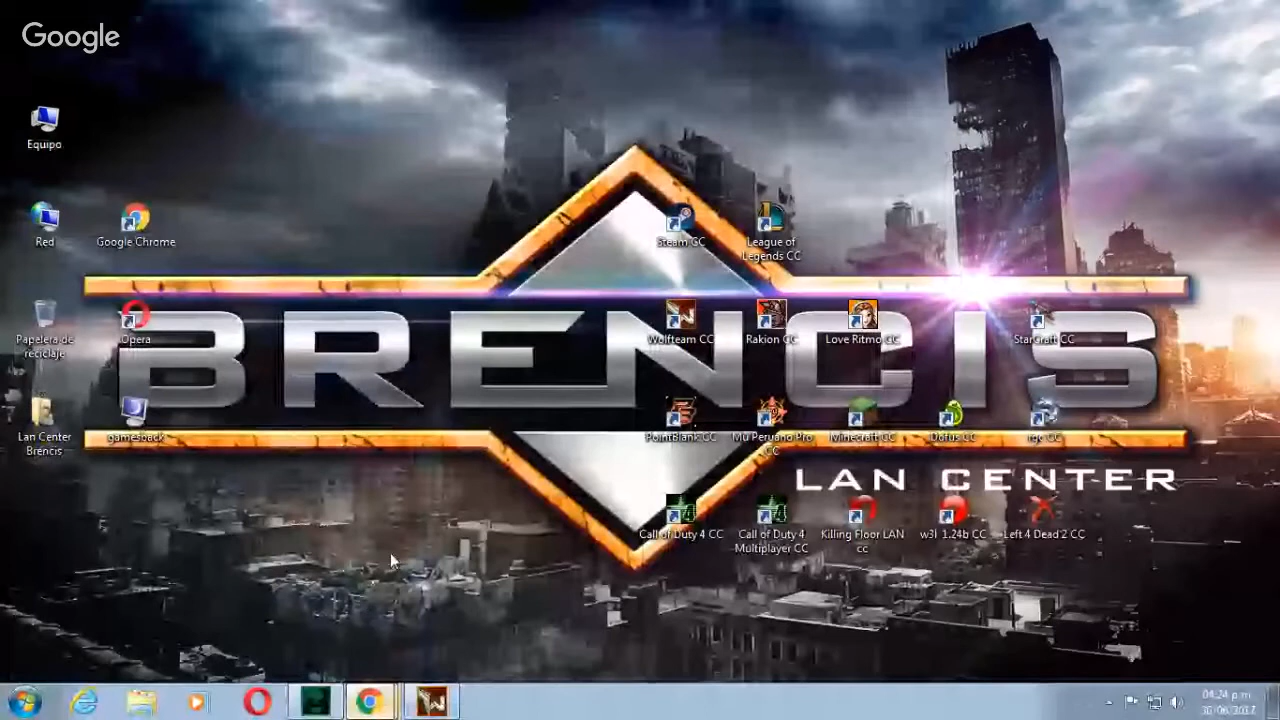 Google
Equipo
Red
Google Chrome
Steam CC
League of
Legends CC
Papelera de
reciclaje
Opera
Wolfteam CC
Rakion CC
Love Ritmo CC
StarCraft CC
BRENCIS
Lan Center
Brencis
gamesback
PointBlank CC
Mu Peruano Pro
CC
Minecraft CC
Dofus CC
LAN CENTER
Call of Duty 4 CC
Call of Duty 4
Multiplayer CC
Killing Floor LAN
cc
w3l 1.24b CC
Left 4 Dead 2 CC
04:24 p.m.